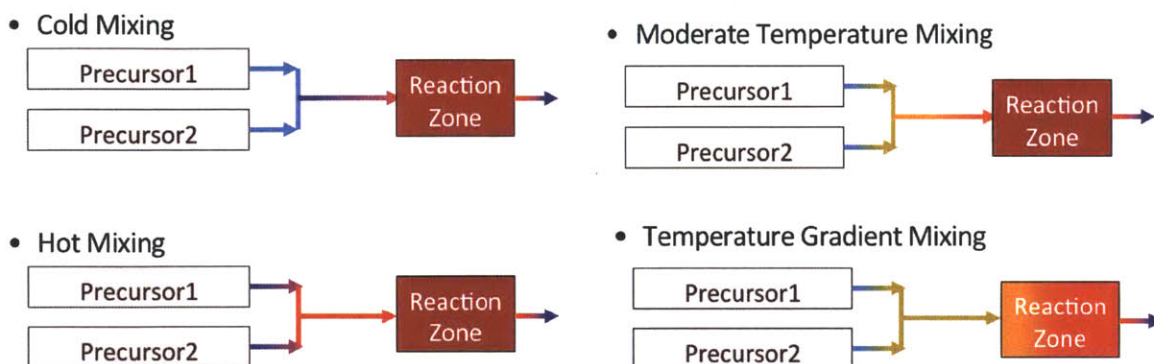 • Cold Mixing
Precursor1
Precursor2
Reaction
Zone
• Moderate Temperature Mixing
Precursor1
Precursor2
Reaction
Zone
• Hot Mixing
Precursor1
Precursor2
Reaction
Zone
• Temperature Gradient Mixing
Precursor1
Precursor2
Reaction
Zone